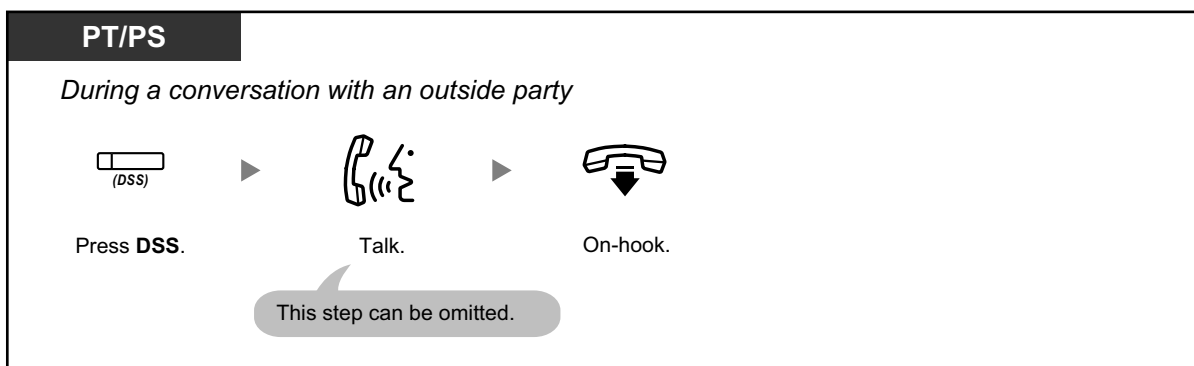 PT/PS
During a conversation with an outside party
(DSS)
Press DSS.
Talk.
On-hook.
This step can be omitted.